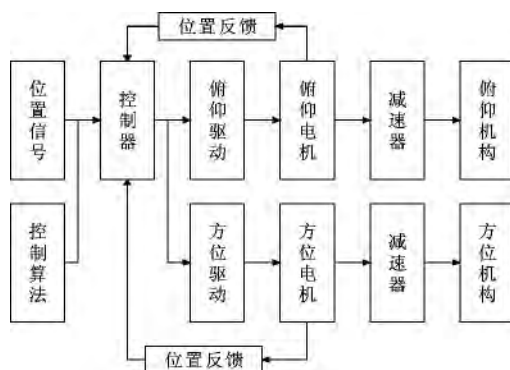 位置反馈
位置信号
控制器
俯仰驱动
俯仰电机
减速器
俯仰机构
控制算法
方位驱动
方位电机
减速器
方位机构
位置反馈